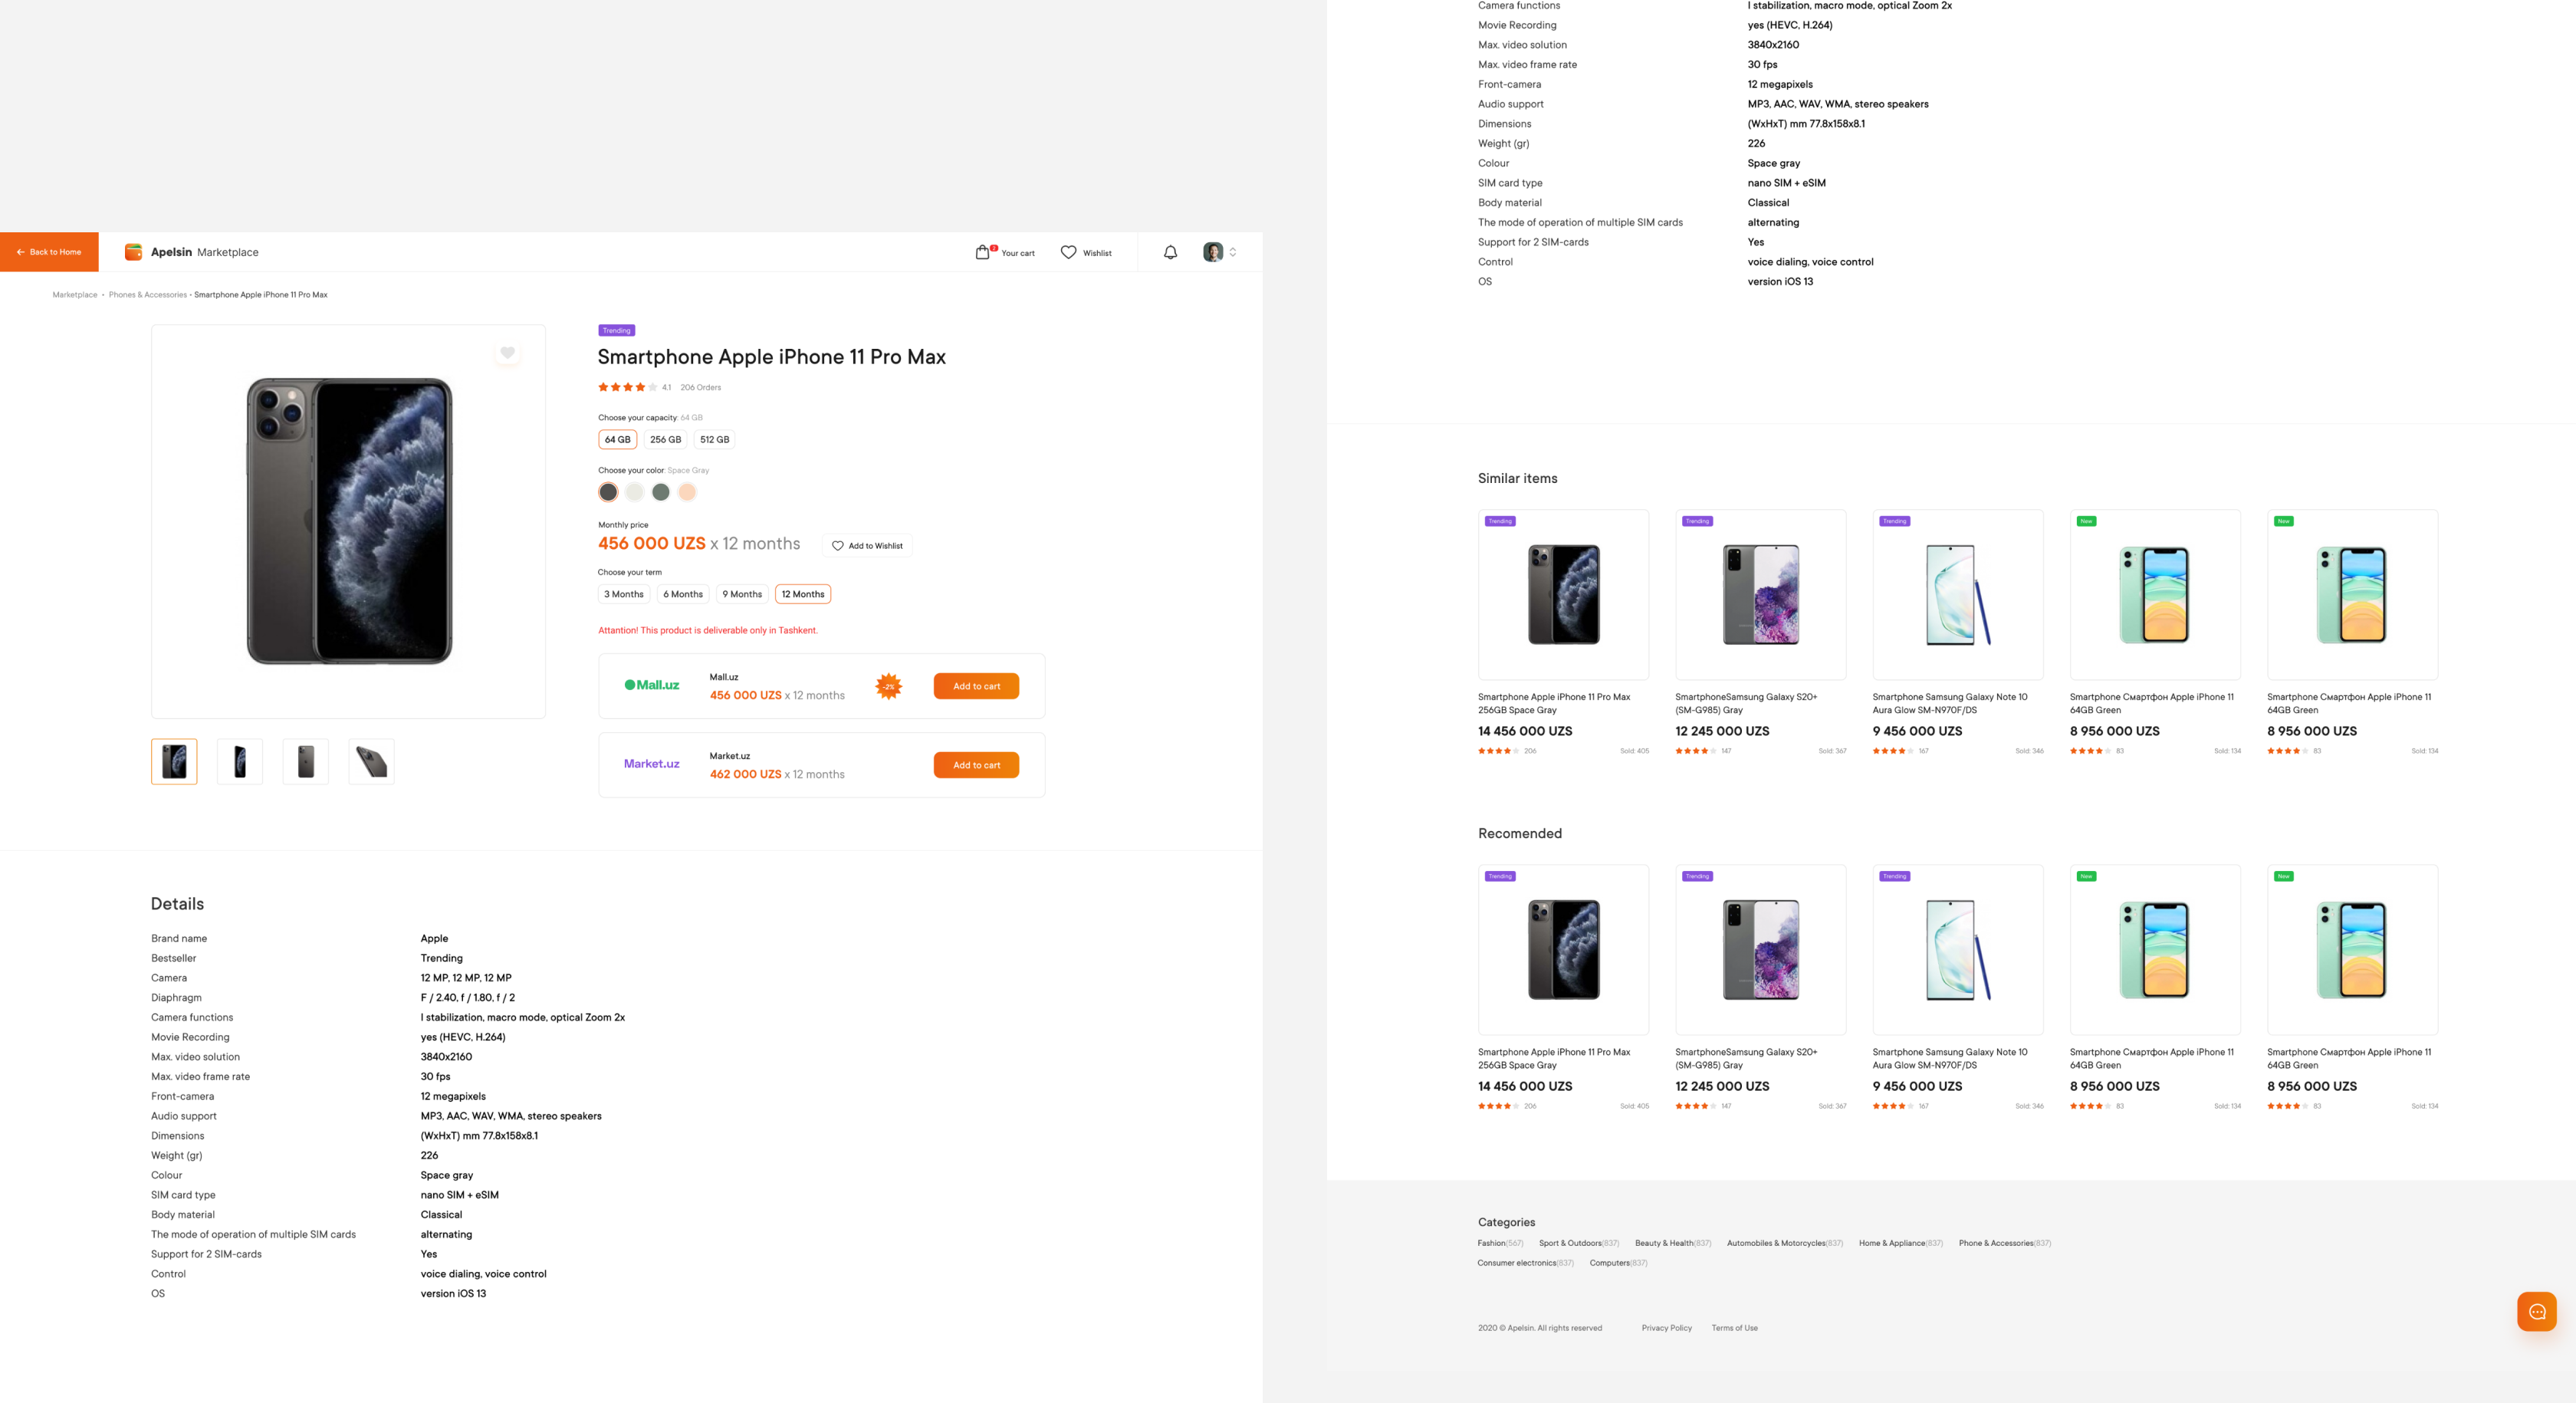 Back to Home
Apelsin Marketplace
2
Your cart
Wishlist
Marketplace • Phones & Accessories • Smartphone Apple iPhone 11 Pro Max
Trending
Smartphone Apple iPhone 11 Pro Max
4.1 206 Orders
Choose your capacity: 64 GB
64 GB 256 GB 512 GB
Choose your color: Space Gray
Monthly price
456 000 UZS x 12 months
Add to Wishlist
Choose your term
3 Months 6 Months 9 Months 12 Months
Attantion! This product is deliverable only in Tashkent.
Mall.uz
Mall.uz
456 000 UZS x 12 months
-2%
Add to cart
Market.uz
Market.uz
462 000 UZS x 12 months
Add to cart
Details
Brand name Apple
Bestseller Trending
Camera 12 MP, 12 MP, 12 MP
Diaphragm F / 2.40, f / 1.80, f / 2
Camera functions I stabilization, macro mode, optical Zoom 2x
Movie Recording yes (HEVC, H.264)
Max. video solution 3840x2160
Max. video frame rate 30 fps
Front-camera 12 megapixels
Audio support MP3, AAC, WAV, WMA, stereo speakers
Dimensions (WxHxT) mm 77.8x158x8.1
Weight (gr) 226
Colour Space gray
SIM card type nano SIM + eSIM
Body material Classical
The mode of operation of multiple SIM cards alternating
Support for 2 SIM-cards Yes
Control voice dialing, voice control
OS version iOS 13
Camera functions I stabilization, macro mode, optical Zoom 2x
Movie Recording yes (HEVC, H.264)
Max. video solution 3840x2160
Max. video frame rate 30 fps
Front-camera 12 megapixels
Audio support MP3, AAC, WAV, WMA, stereo speakers
Dimensions (WxHxT) mm 77.8x158x8.1
Weight (gr) 226
Colour Space gray
SIM card type nano SIM + eSIM
Body material Classical
The mode of operation of multiple SIM cards alternating
Support for 2 SIM-cards Yes
Control voice dialing, voice control
OS version iOS 13
Similar items
Trending
Smartphone Apple iPhone 11 Pro Max
256GB Space Gray
14 456 000 UZS
206 Sold: 405
Trending
SmartphoneSamsung Galaxy S20+
(SM-G985) Gray
12 245 000 UZS
147 Sold: 367
Trending
Smartphone Samsung Galaxy Note 10
Aura Glow SM-N970F/DS
9 456 000 UZS
167 Sold: 346
New
Smartphone Смартфон Apple iPhone 11
64GB Green
8 956 000 UZS
83 Sold: 134
New
Smartphone Смартфон Apple iPhone 11
64GB Green
8 956 000 UZS
83 Sold: 134
Recomended
Trending
Smartphone Apple iPhone 11 Pro Max
256GB Space Gray
14 456 000 UZS
206 Sold: 405
Trending
SmartphoneSamsung Galaxy S20+
(SM-G985) Gray
12 245 000 UZS
147 Sold: 367
Trending
Smartphone Samsung Galaxy Note 10
Aura Glow SM-N970F/DS
9 456 000 UZS
167 Sold: 346
New
Smartphone Смартфон Apple iPhone 11
64GB Green
8 956 000 UZS
83 Sold: 134
New
Smartphone Смартфон Apple iPhone 11
64GB Green
8 956 000 UZS
83 Sold: 134
Categories
Fashion(567) Sport & Outdoors(837) Beauty & Health(837) Automobiles & Motorcycles(837) Home & Appliance(837) Phone & Accessories(837)
Consumer electronics(837) Computers(837)
2020 © Apelsin. All rights reserved Privacy Policy Terms of Use